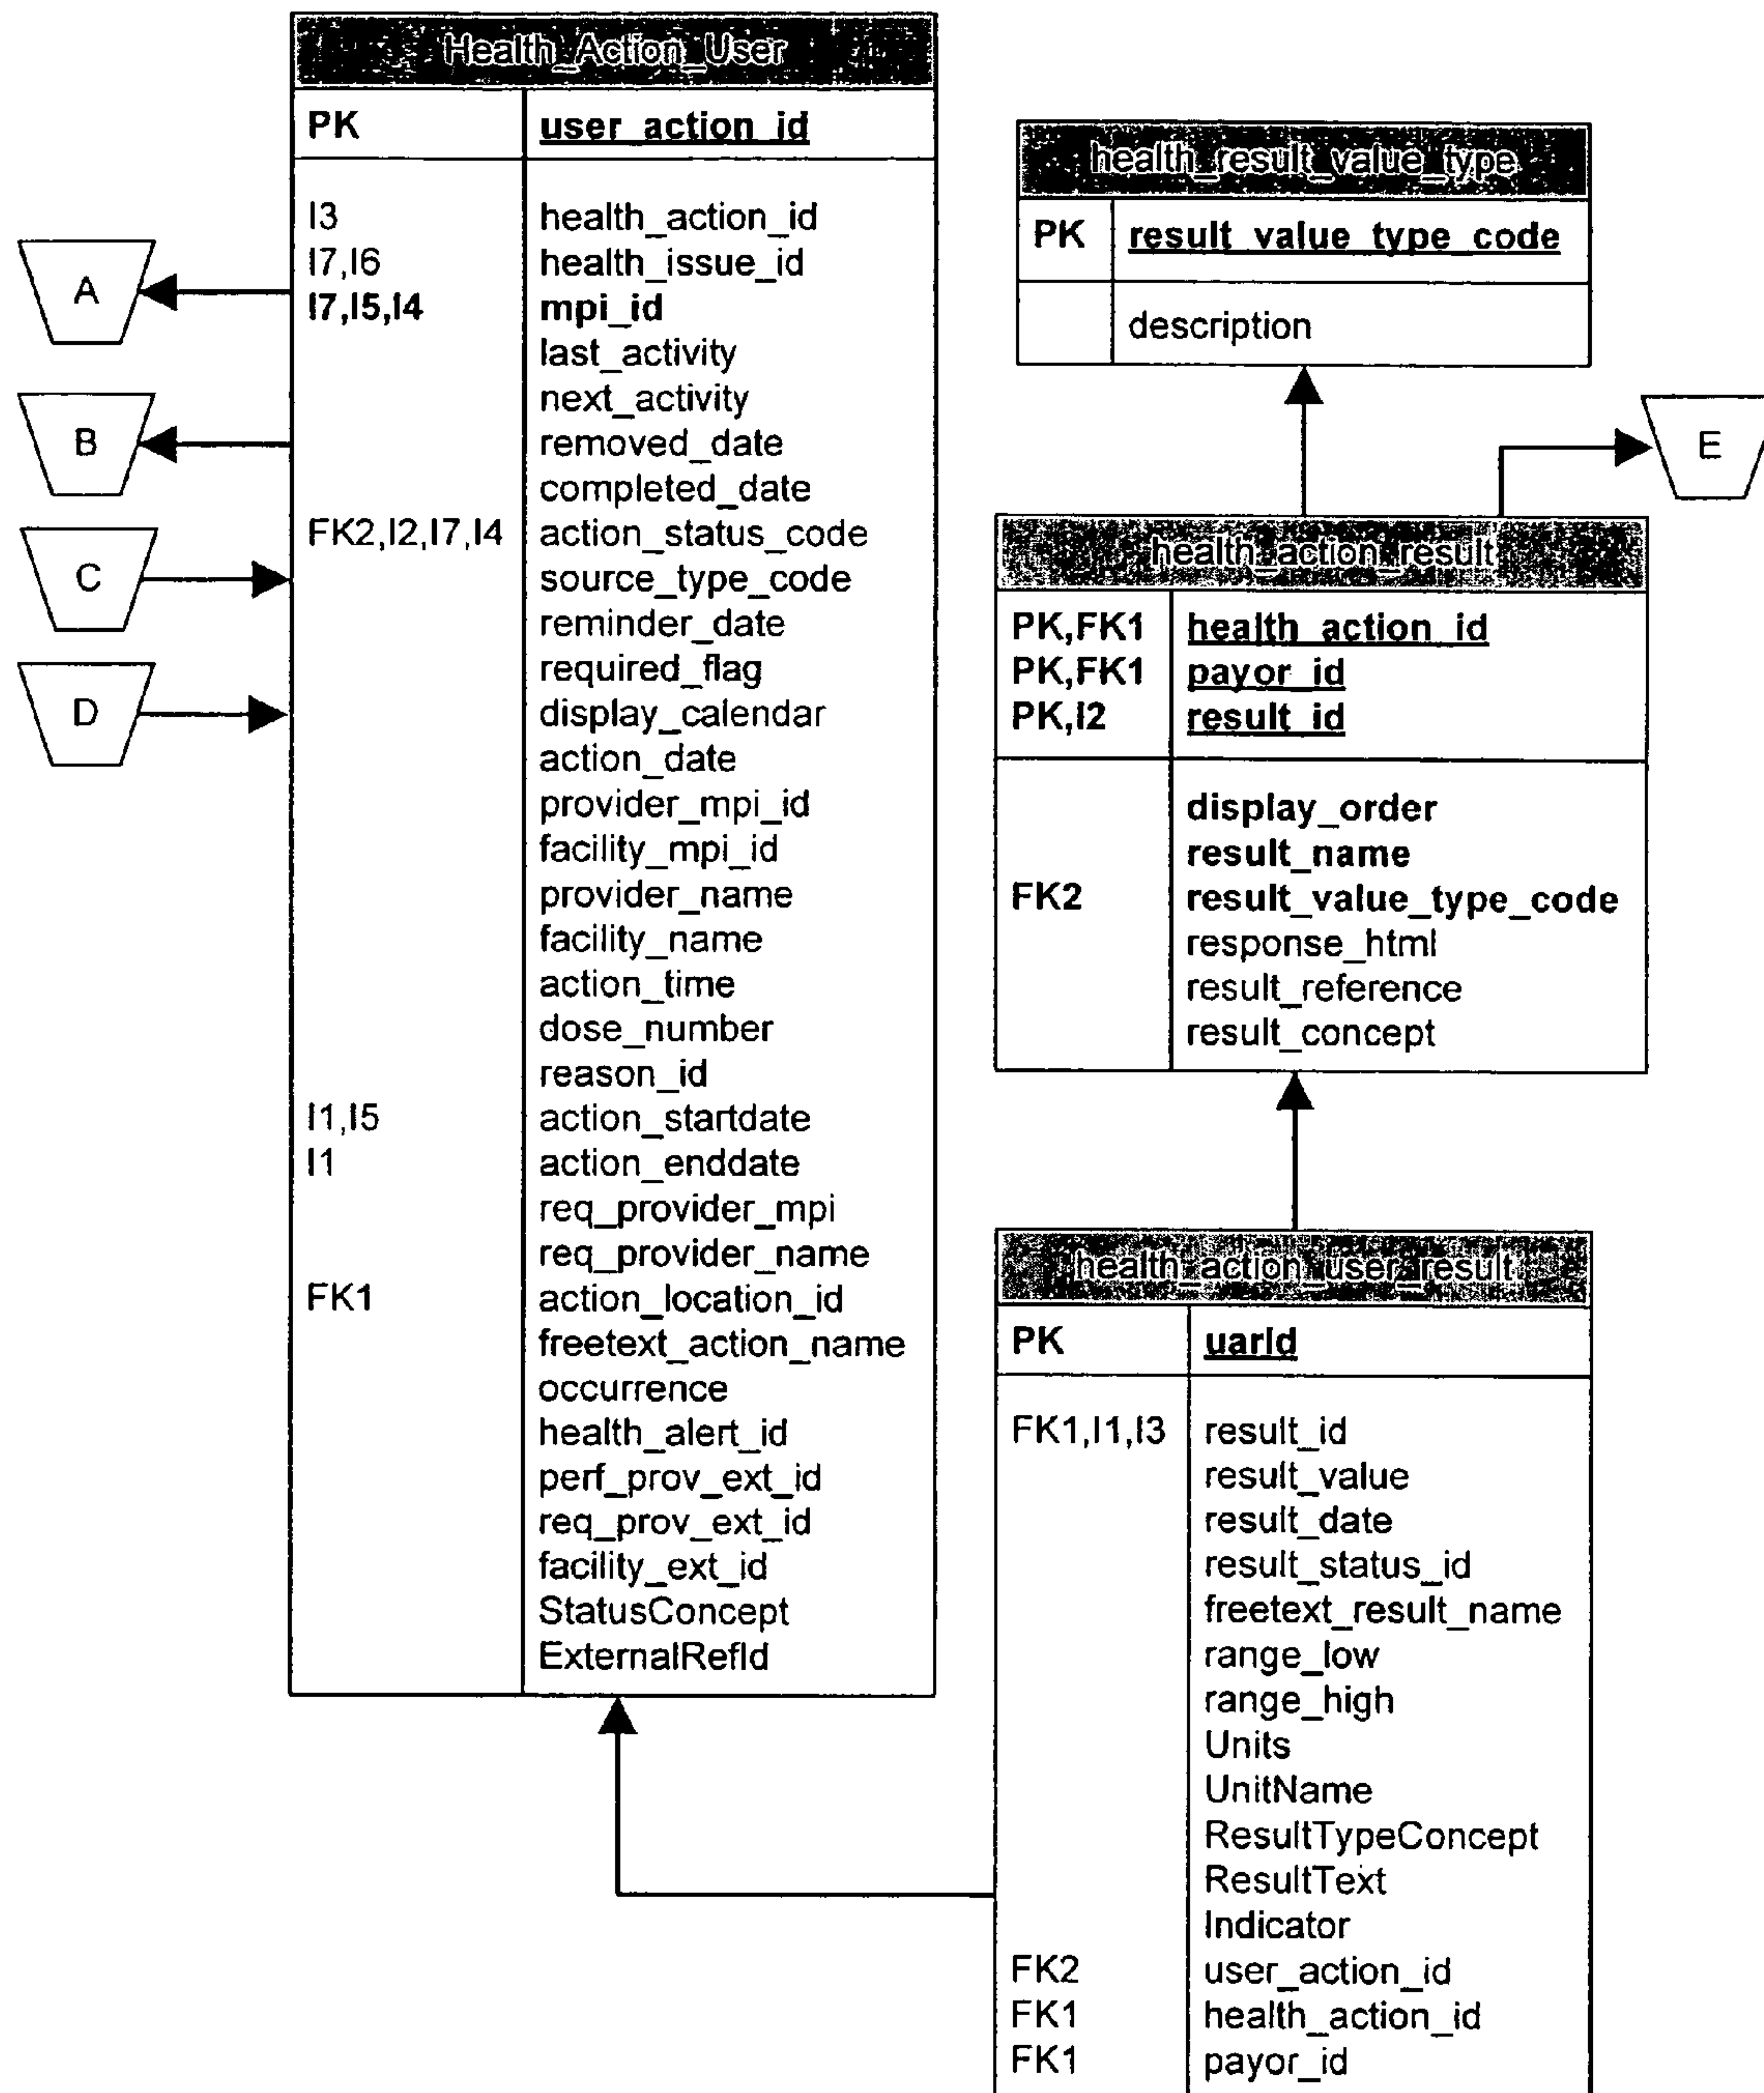 Health_Action_User
PK user_action_id
I3 health_action_id
I7,I6 health_issue_id
I7,I5,I4 mpi_id
last_activity
next_activity
removed_date
completed_date
FK2,I2,I7,I4 action_status_code
source_type_code
reminder_date
required_flag
display_calendar
action_date
provider_mpi_id
facility_mpi_id
provider_name
facility_name
action_time
dose_number
reason_id
I1,I5 action_startdate
I1 action_enddate
req_provider_mpi
req_provider_name
FK1 action_location_id
freetext_action_name
occurrence
health_alert_id
perf_prov_ext_id
req_prov_ext_id
facility_ext_id
StatusConcept
ExternalRefId
A
B
C
D
health_result_value_type
PK result_value_type_code
description
E
health_action_result
PK,FK1 health_action_id
PK,FK1 payor_id
PK,I2 result_id
display_order
result_name
FK2 result_value_type_code
response_html
result_reference
result_concept
health_action_user_result
PK uarId
FK1,I1,I3 result_id
result_value
result_date
result_status_id
freetext_result_name
range_low
range_high
Units
UnitName
ResultTypeConcept
ResultText
Indicator
FK2 user_action_id
FK1 health_action_id
FK1 payor_id